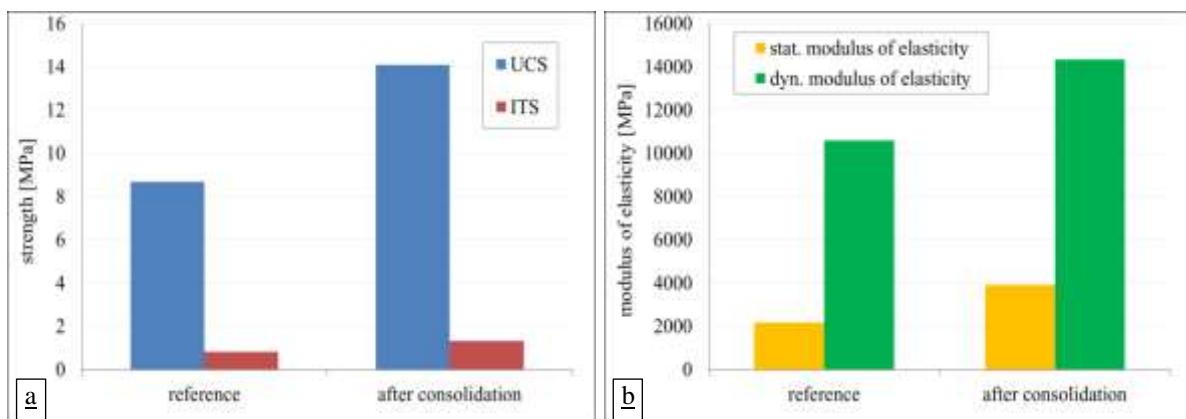 16
14
12
10
8
6
4
2
0
strength [MPa]
UCS
ITS
reference
after consolidation
a
16000
14000
12000
10000
8000
6000
4000
2000
0
modulus of elasticity [MPa]
stat. modulus of elasticity
dyn. modulus of elasticity
reference
after consolidation
b